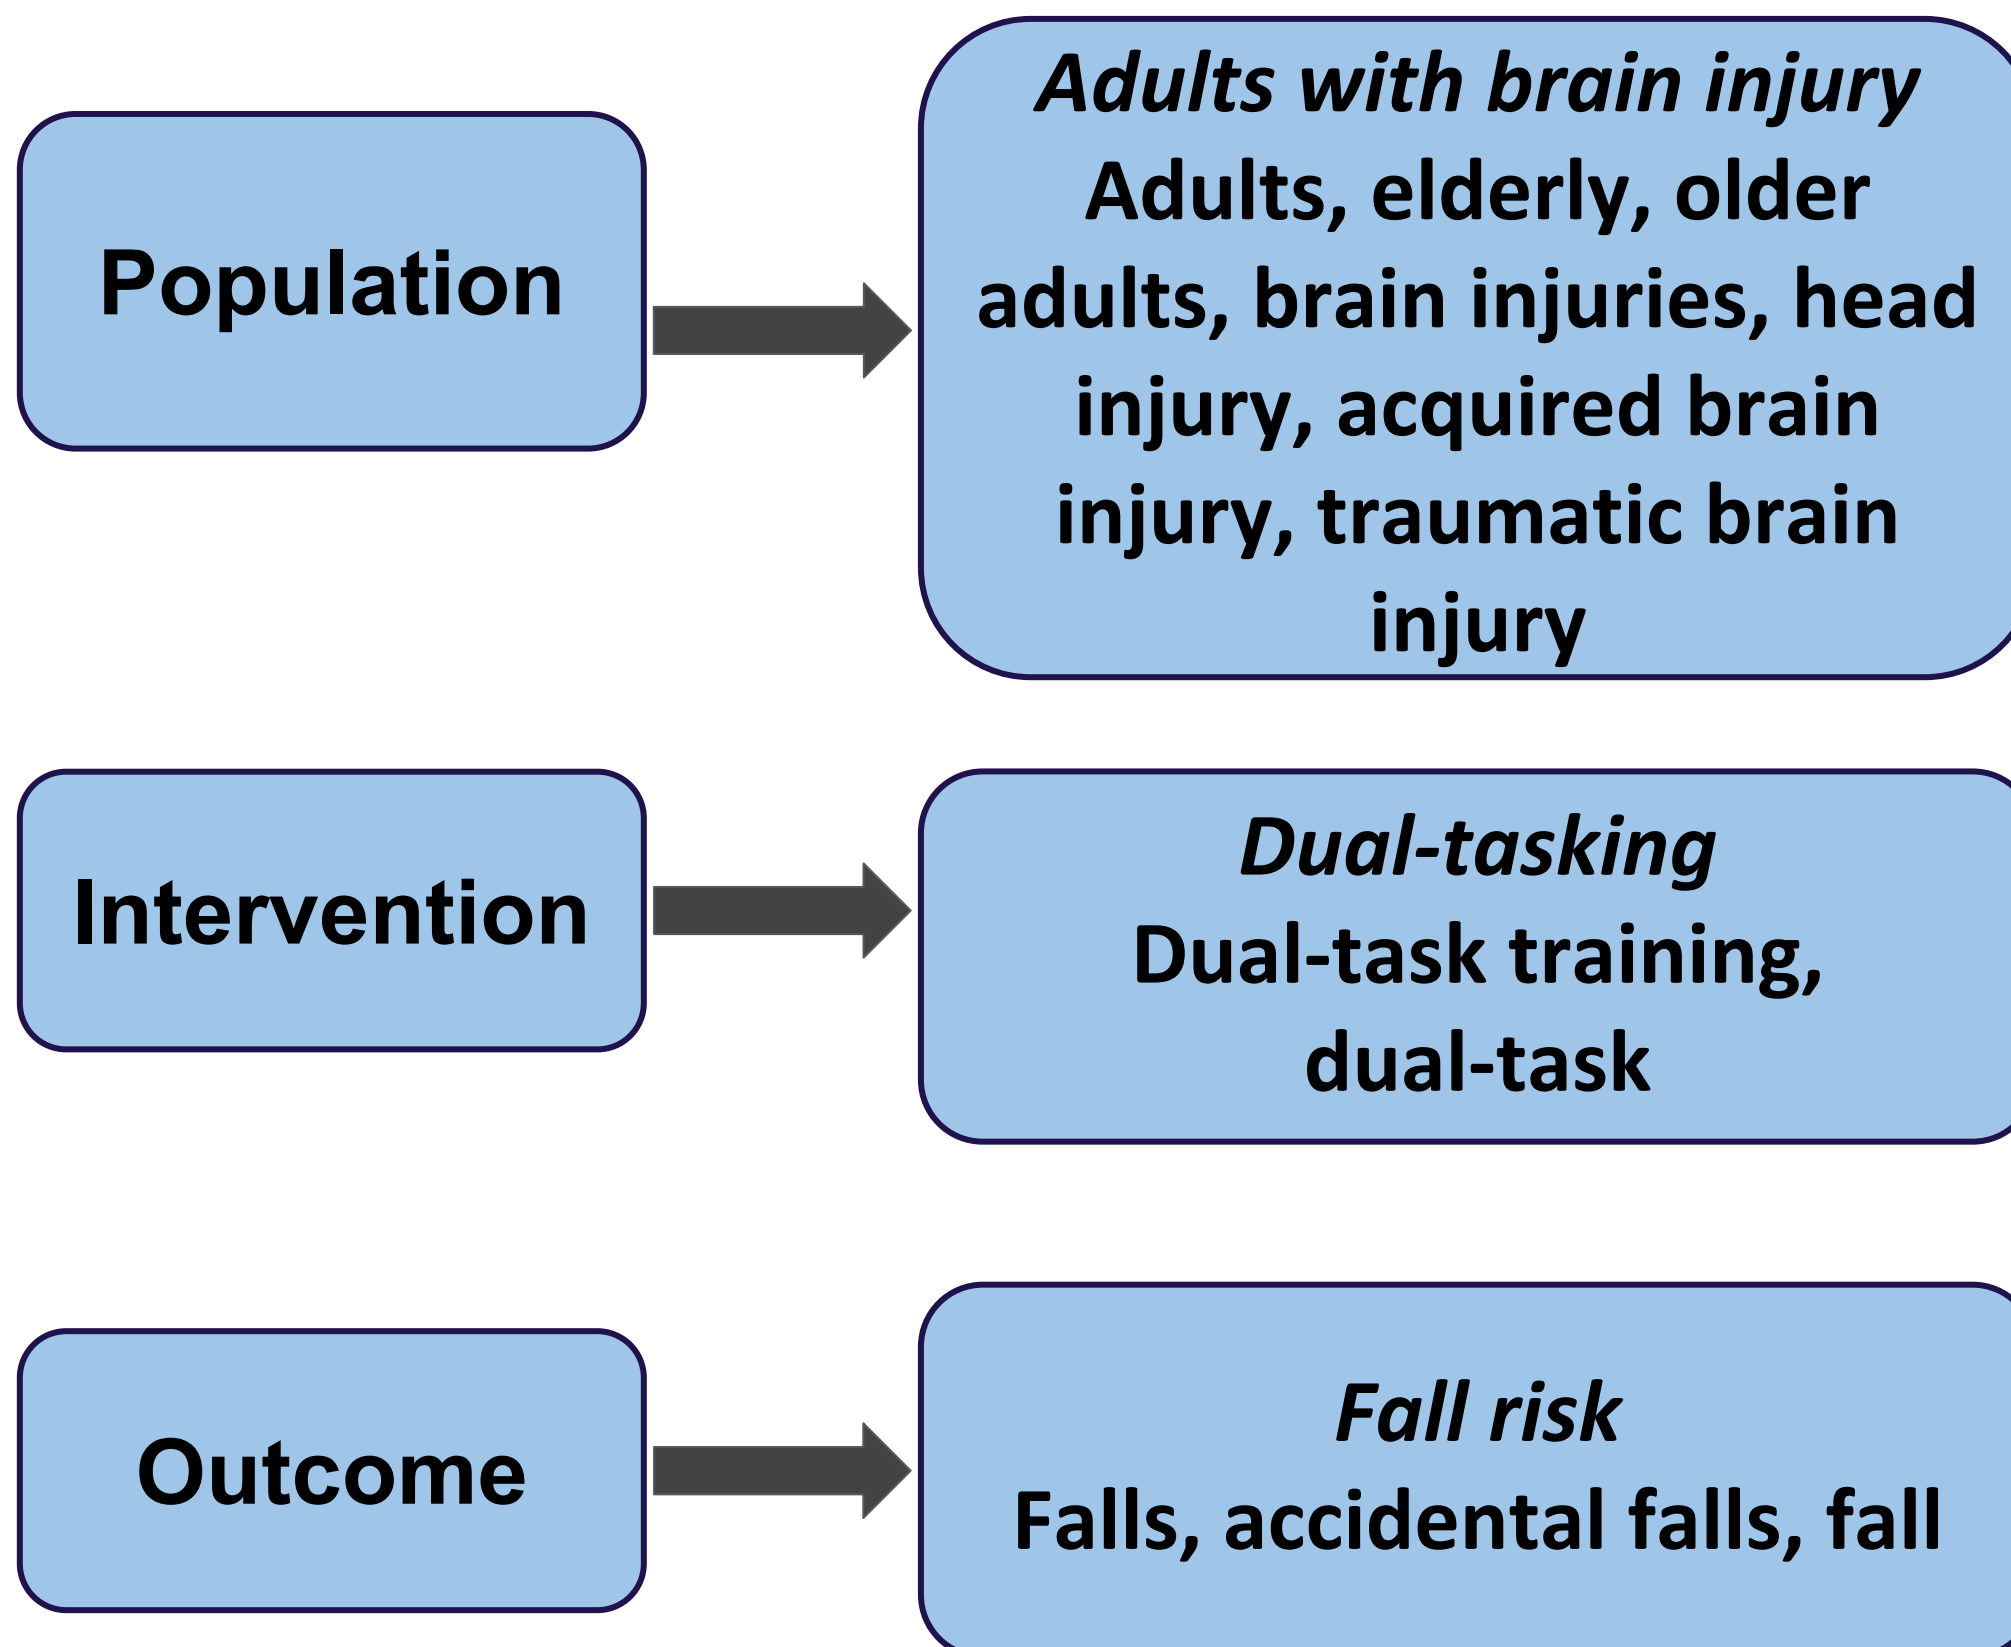 Population
Adults with brain injury
Adults, elderly, older
adults, brain injuries, head
injury, acquired brain
injury, traumatic brain
injury
Intervention
Dual-tasking
Dual-task training,
dual-task
Outcome
Fall risk
Falls, accidental falls, fall